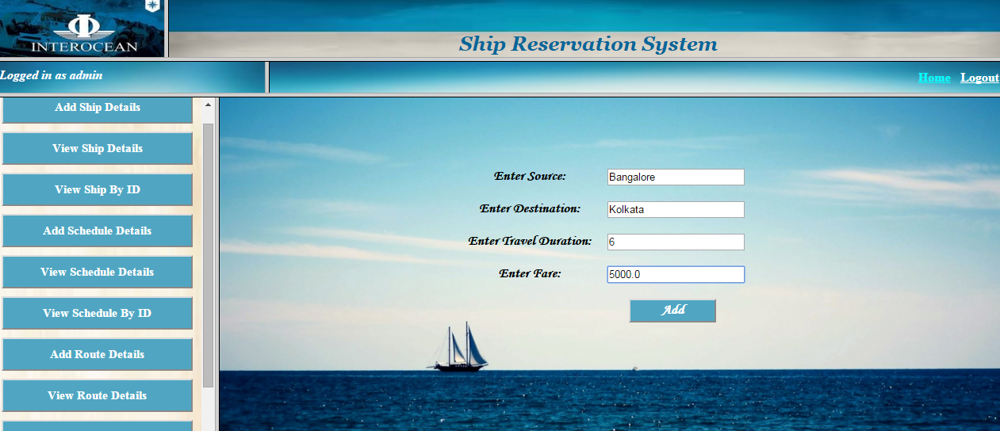 INTEROCEAN
Ship Reservation System
Logged in as admin
Home Logout
Add Ship Details
View Ship Details
View Ship By ID
Add Schedule Details
View Schedule Details
View Schedule By ID
Add Route Details
View Route Details
Enter Source: Bangalore
Enter Destination: Kolkata
Enter Travel Duration: 6
Enter Fare: 5000.0
Add